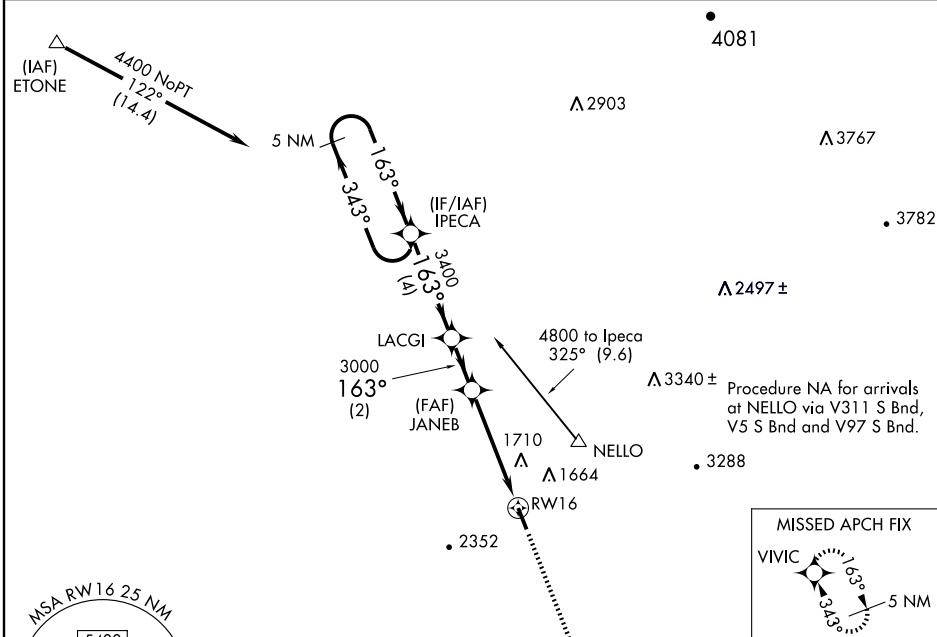 4081
(IAF)
ETONE
4400 NoPT
122°
(14.4)
2903
3767
5 NM
163°
343°
(IF/IAF)
IPECA
3782
3400
163°
(4)
2497 ±
LACGI
4800 to Ipeca
325° (9.6)
3000
163°
(2)
3340 ±
Procedure NA for arrivals
at NELLO via V311 S Bnd,
V5 S Bnd and V97 S Bnd.
(FAF)
JANEB
1710
NELLO
1664
3288
RW16
2352
MISSED APCH FIX
VIVIC
163°
343°
5 NM
MSA RW16 25 NM